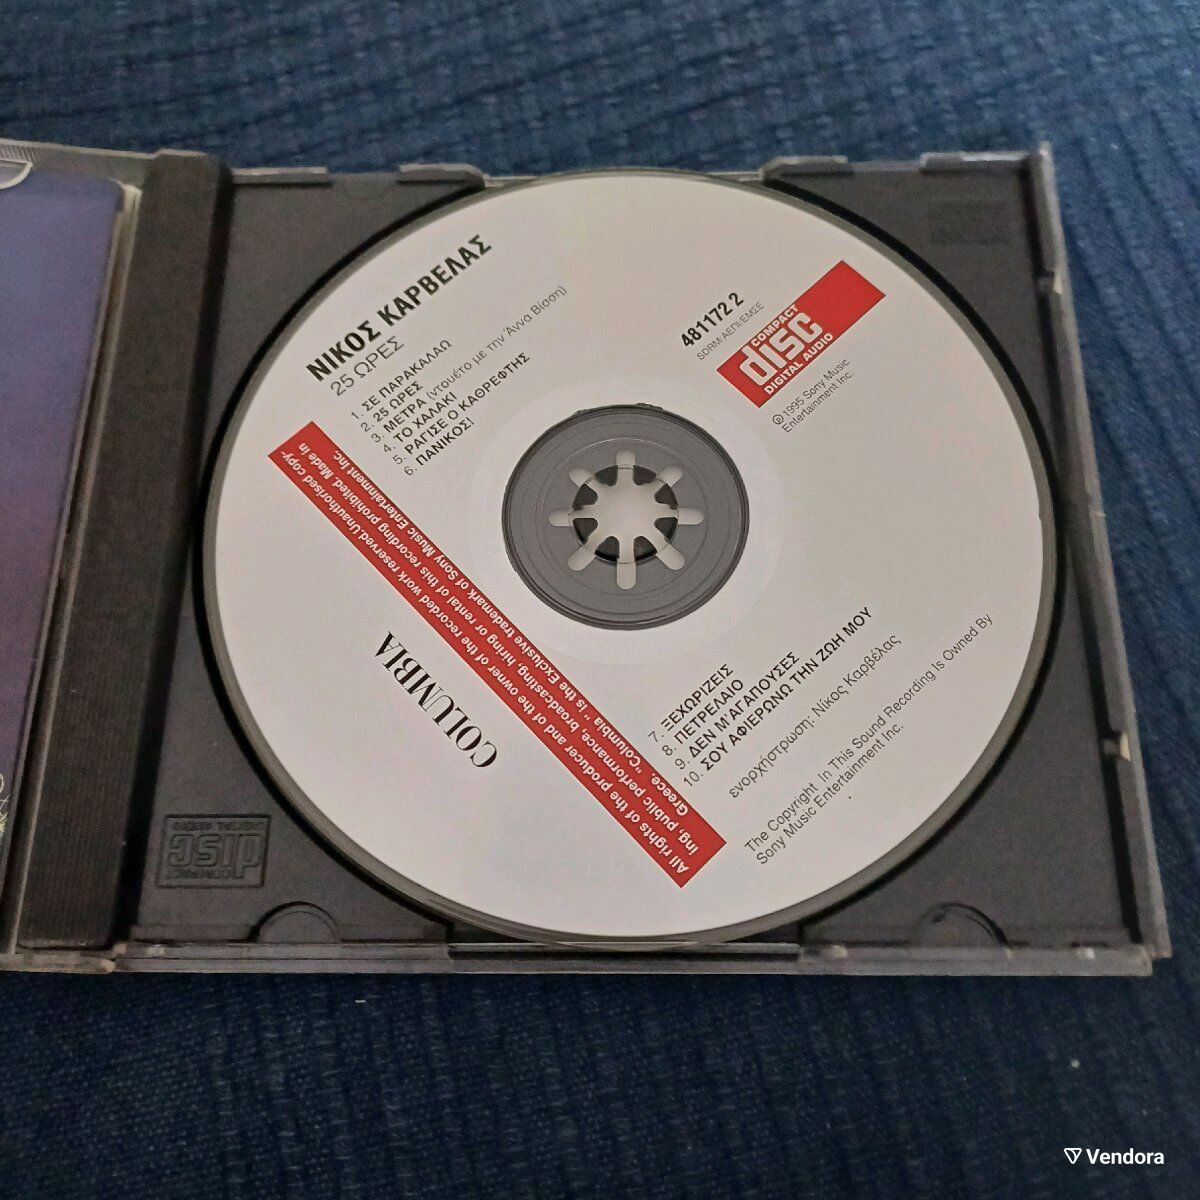 ΝΙΚΟΣ ΚΑΡΒΕΛΑΣ
25 ΩΡΕΣ
1. ΣΕ ΠΑΡΑΚΑΛΑΩ
2. 25 ΩΡΕΣ
3. ΜΕΤΡΑ (ντουέτο με την Άννα Βίσση)
4. ΤΟ ΧΑΛΑΚΙ
5. ΡΑΓΙΣΕ Ο ΚΑΘΡΕΦΤΗΣ
6. ΠΑΝΙΚΟΣ!
481172 2
SDRM/ΑΕΠΙ/ΕΜΣΕ
COMPACT
disc
DIGITAL AUDIO
℗1995 Sony Music
Entertainment Inc.
All rights of the producer and of the owner of the recorded work reserved.Unauthorised copy-
ing, public performance, broadcasting, hiring or rental of this recording prohibited. Made in
Greece. "Columbia" is the Exclusive trademark of Sony Music Entertainment Inc.
COLUMBIA
7. ΞΕΧΩΡΙΖΕΙΣ
8. ΠΕΤΡΕΛΑΙΟ
9. ΔΕΝ Μ'ΑΓΑΠΟΥΣΕΣ
10. ΣΟΥ ΑΦΙΕΡΩΝΩ ΤΗΝ ΖΩΗ ΜΟΥ
ενορχήστρωση: Νίκος Καρβέλας
The Copyright In This Sound Recording Is Owned By
Sony Music Entertainment Inc.
COMPACT
disc
DIGITAL AUDIO
Vendora